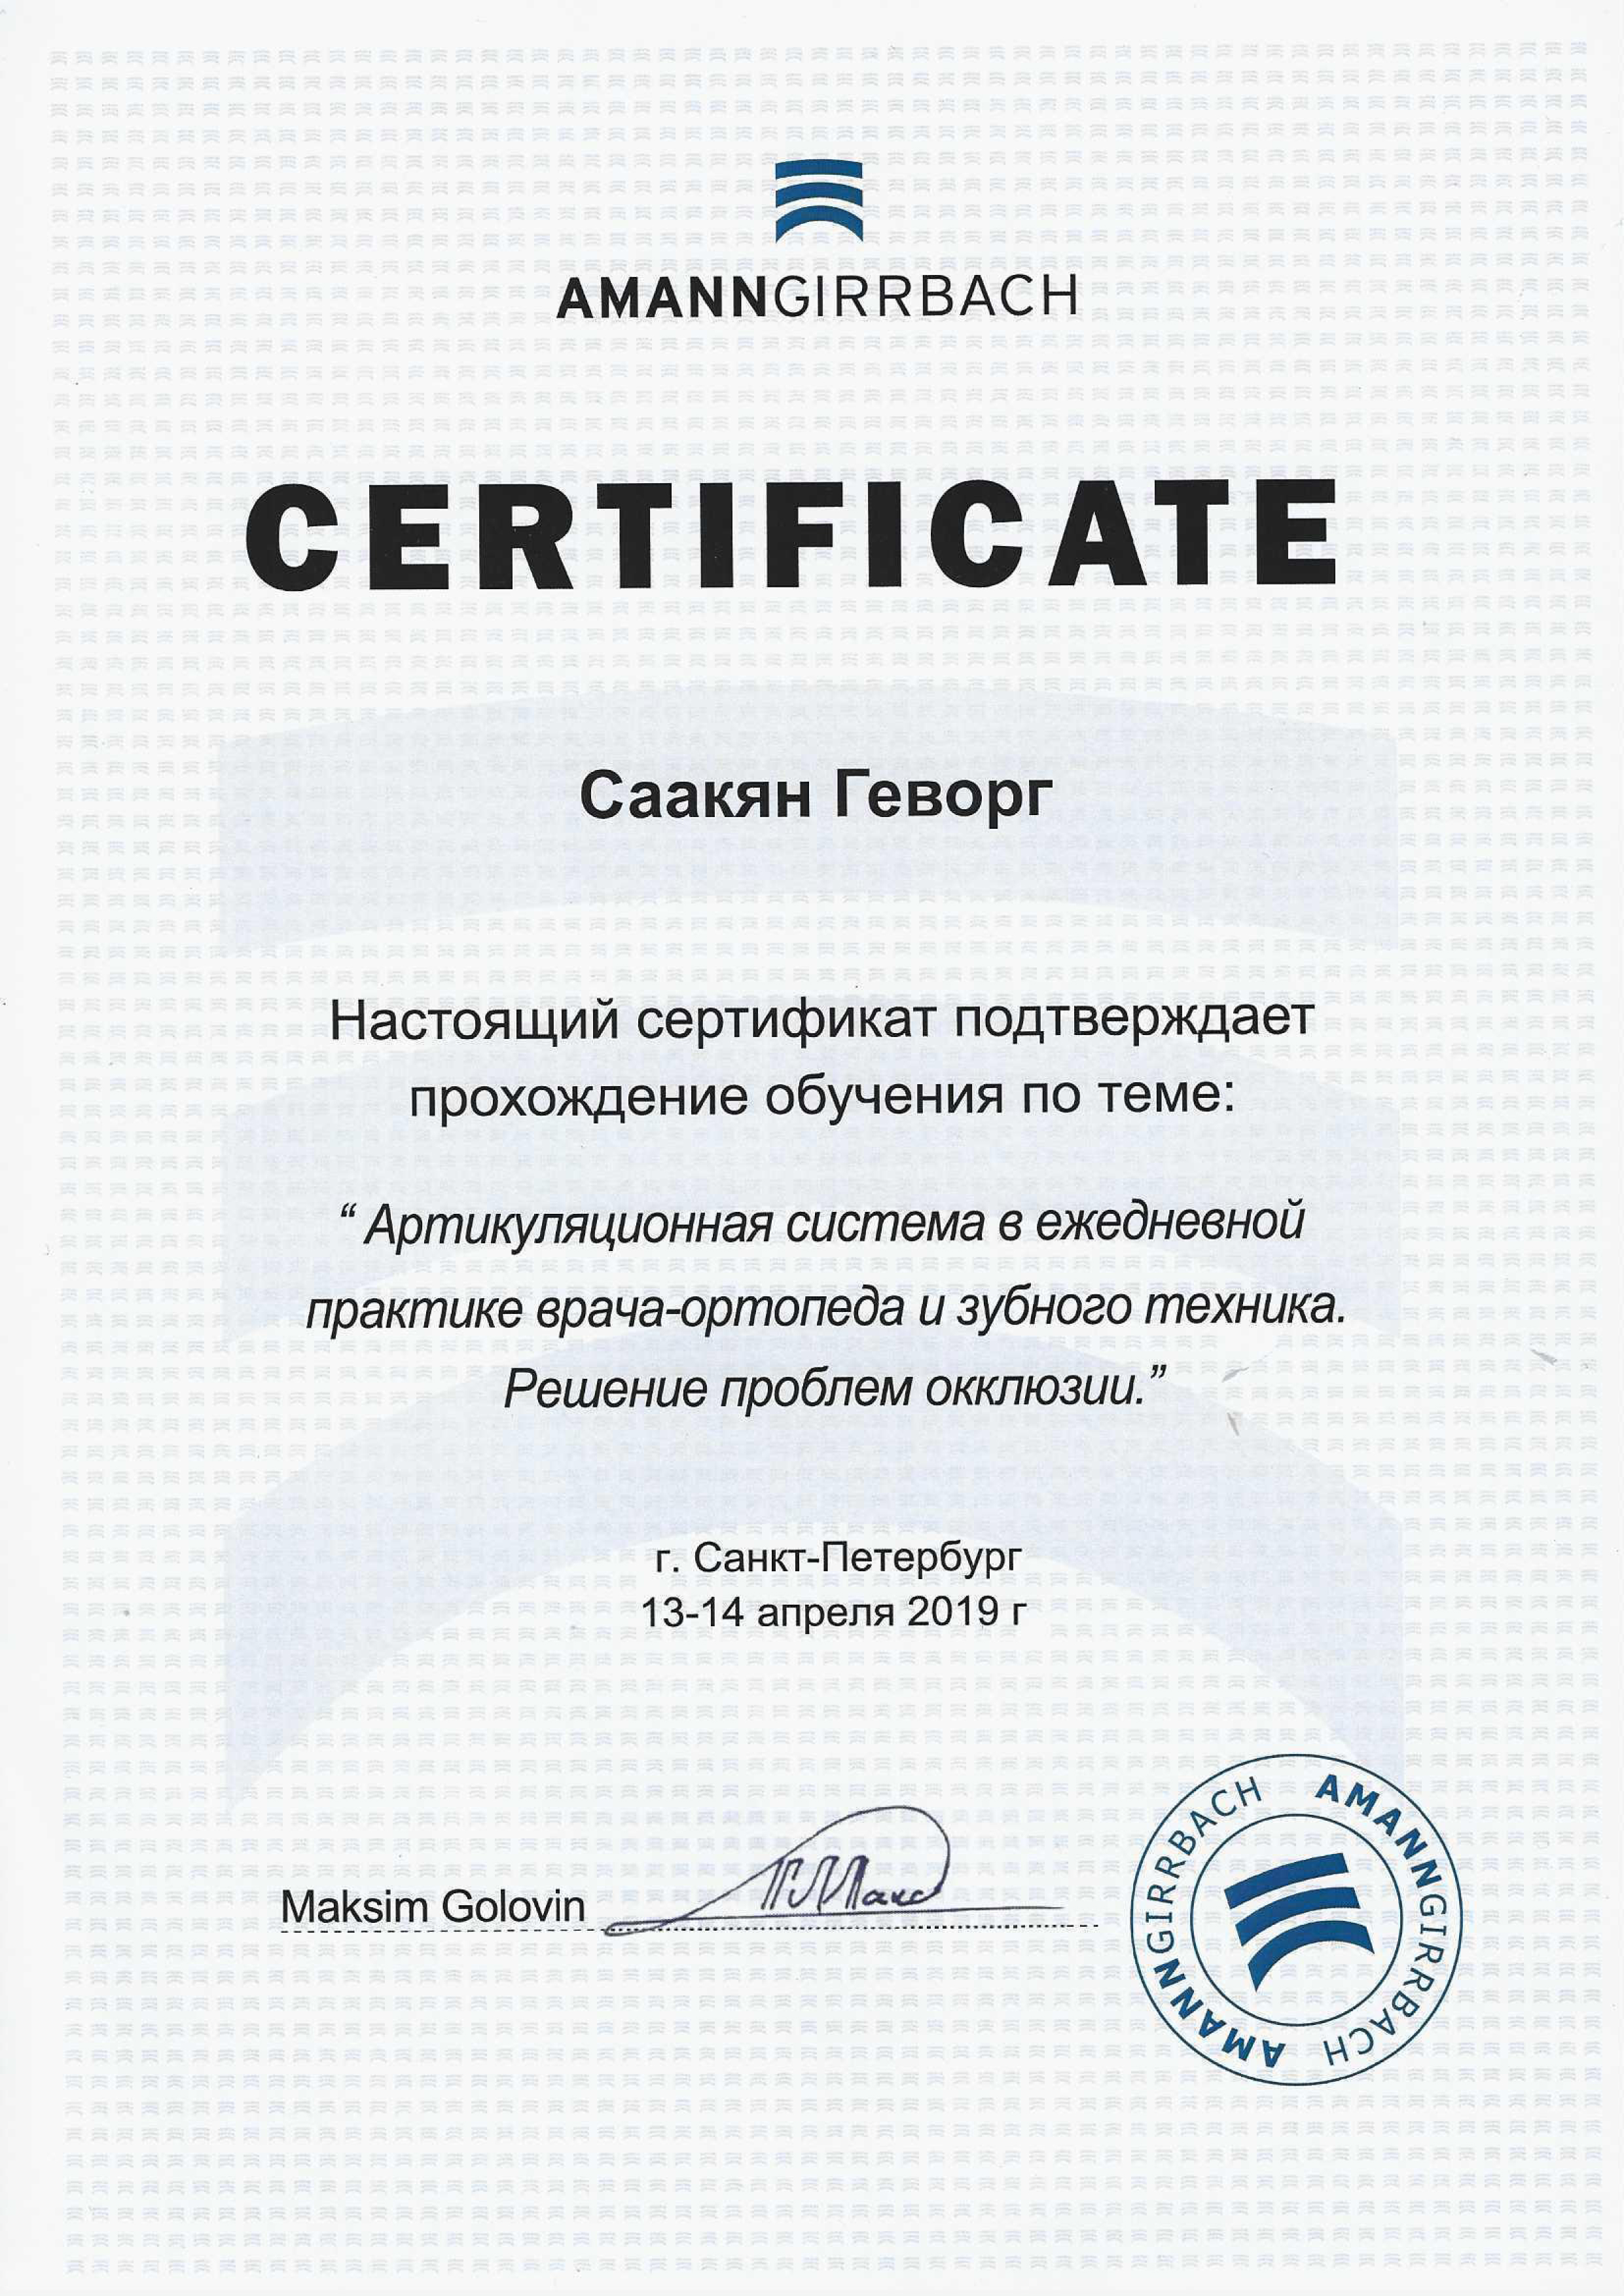 AMANNGIRRBACH
CERTIFICATE
Саакян Геворг
Настоящий сертификат подтверждает
прохождение обучения по теме:
“ Артикуляционная система в ежедневной
практике врача-ортопеда и зубного техника.
Решение проблем окклюзии.”
г. Санкт-Петербург
13-14 апреля 2019 г
Maksim Golovin
AMANNGIRRBACH AMANNGIRRBACH